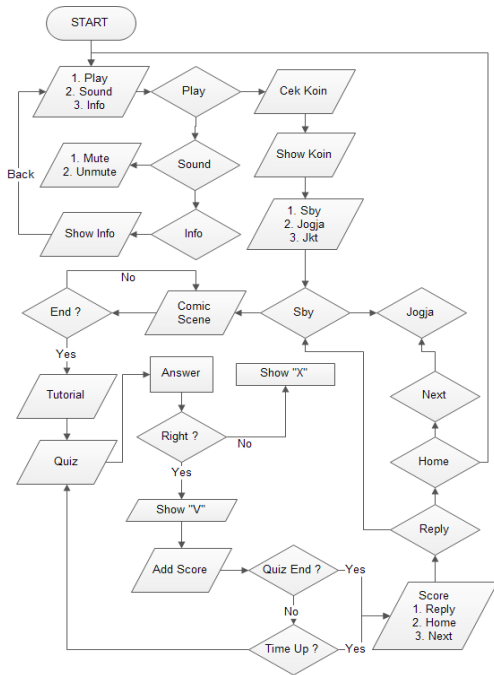 START
1. Play
2. Sound
3. Info
Play
Cek Koin
1. Mute
2. Unmute
Sound
Show Koin
Back
Show Info
Info
1. Sby
2. Jogja
3. Jkt
No
End ?
Comic
Scene
Sby
Jogja
Yes
Tutorial
Answer
Show "X"
Next
Quiz
Right ?
No
Home
Yes
Show "V"
Reply
Add Score
Quiz End ?
Yes
No
Score
1. Reply
2. Home
3. Next
Time Up ?
Yes